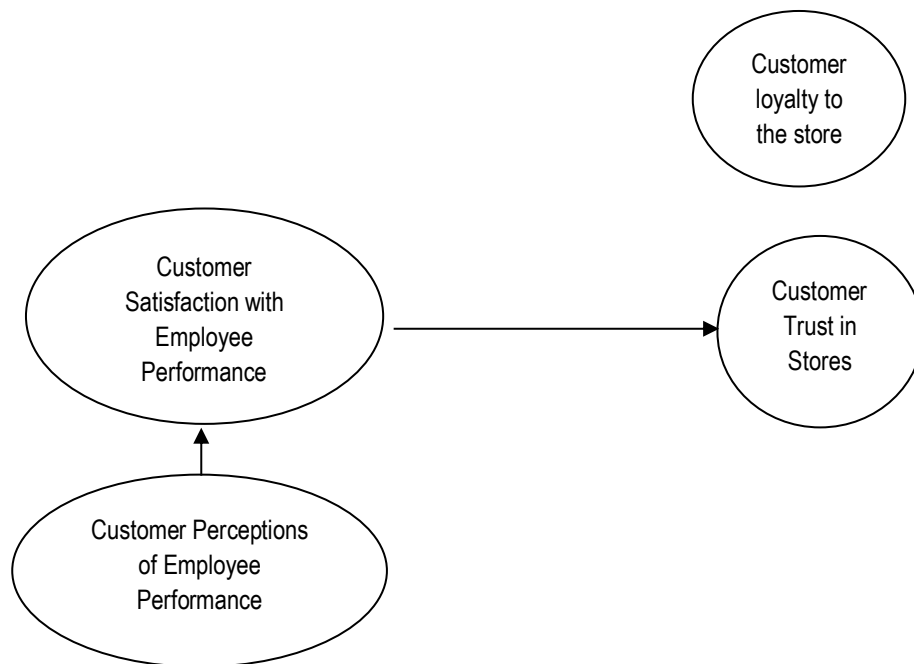 Customer
loyalty to
the store
Customer
Satisfaction with
Employee
Performance
Customer
Trust in
Stores
Customer Perceptions
of Employee
Performance